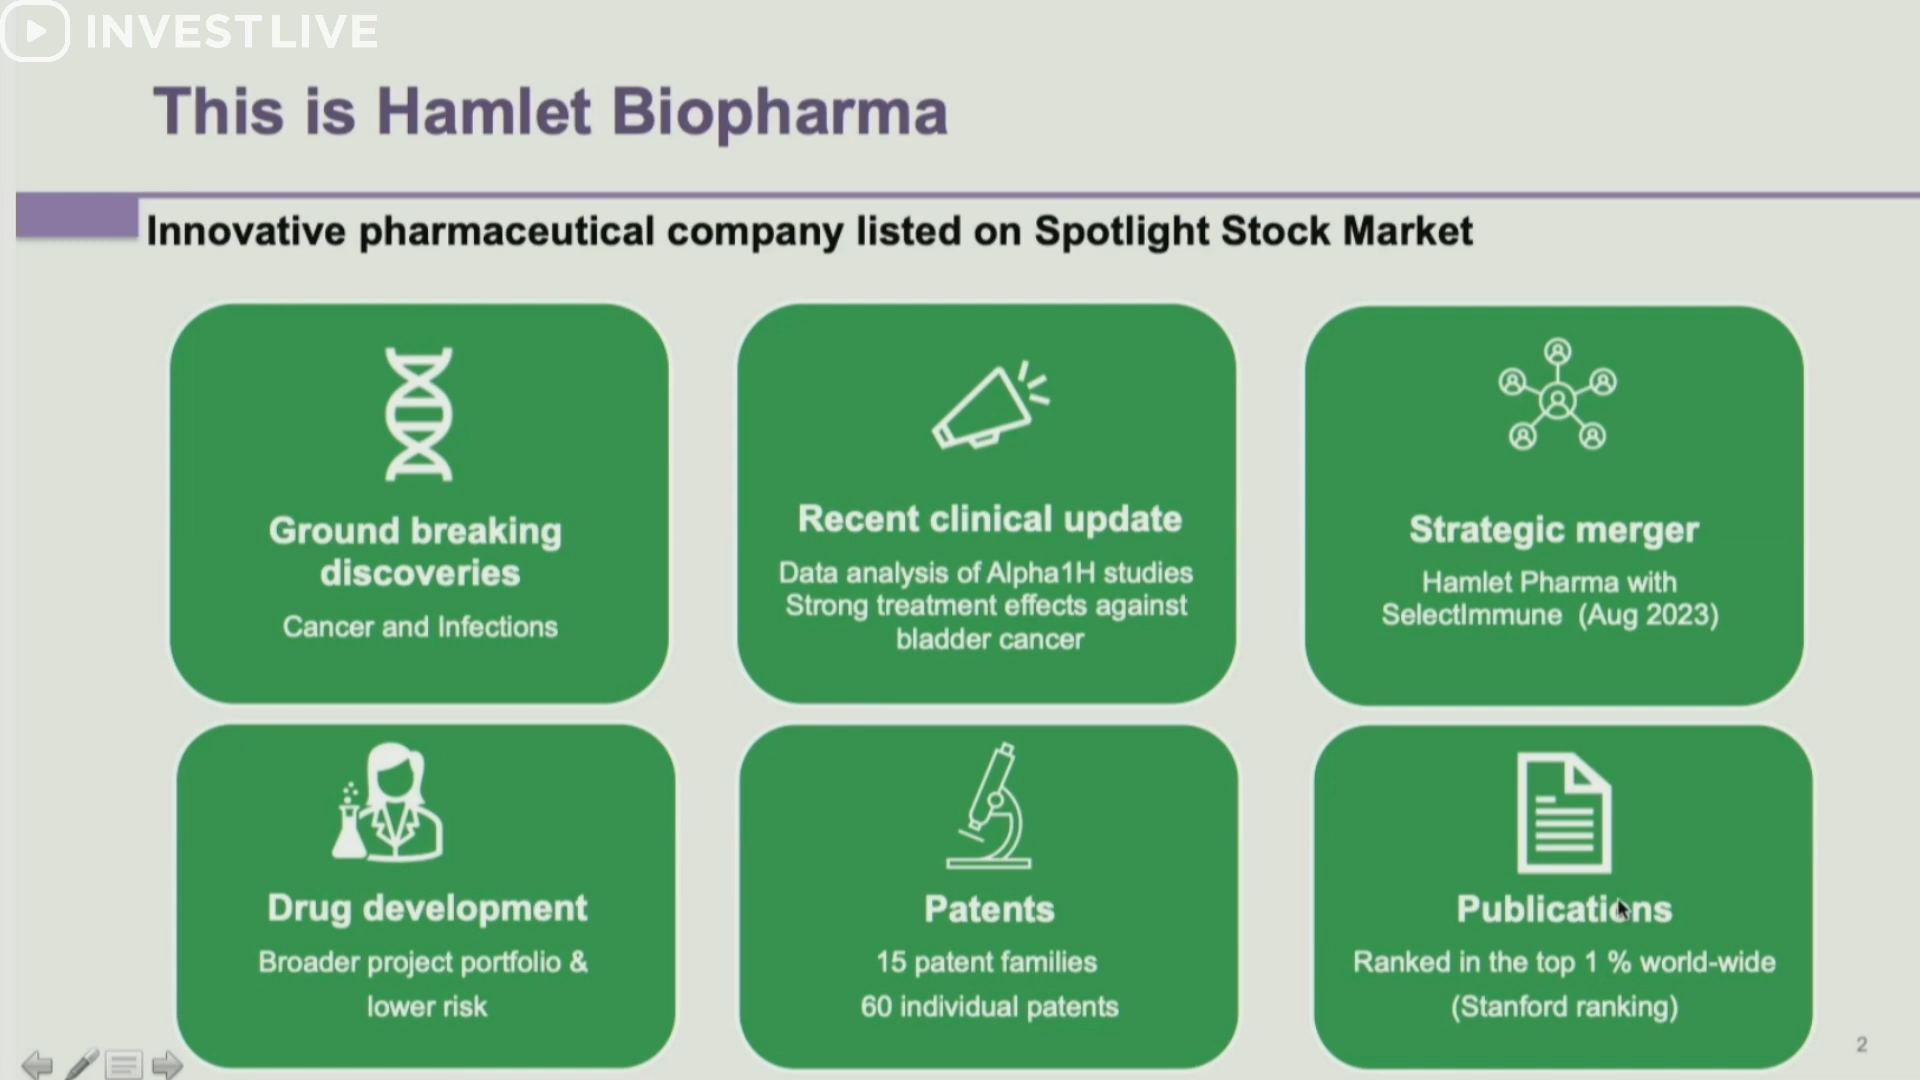 INVESTLIVE
This is Hamlet Biopharma
Innovative pharmaceutical company listed on Spotlight Stock Market
Ground breaking
discoveries
Cancer and Infections
Recent clinical update
Data analysis of Alpha1H studies
Strong treatment effects against
bladder cancer
Strategic merger
Hamlet Pharma with
SelectImmune (Aug 2023)
Drug development
Broader project portfolio &
lower risk
Patents
15 patent families
60 individual patents
Publications
Ranked in the top 1 % world-wide
(Stanford ranking)
2